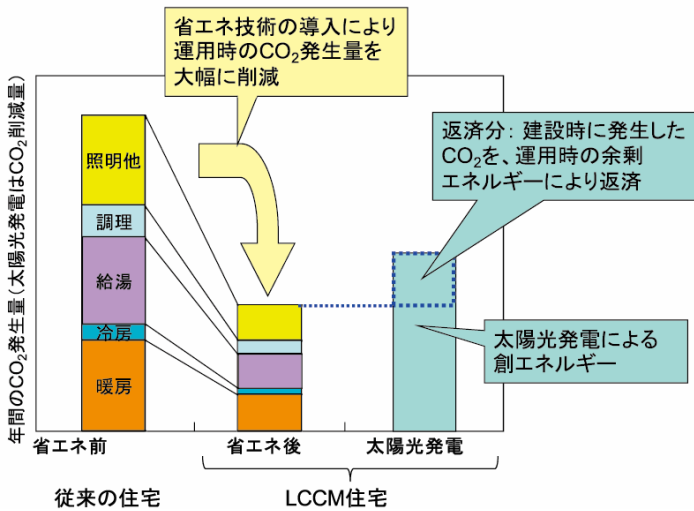 省エネ技術の導入により
運用時のCO₂発生量を
大幅に削減
返済分：建設時に発生した
CO₂を、運用時の余剰
エネルギーにより返済
太陽光発電による
創エネルギー
年間のCO₂発生量(太陽光発電はCO₂削減量)
照明他
調理
給湯
冷房
暖房
省エネ前
省エネ後
太陽光発電
従来の住宅
LCCM住宅